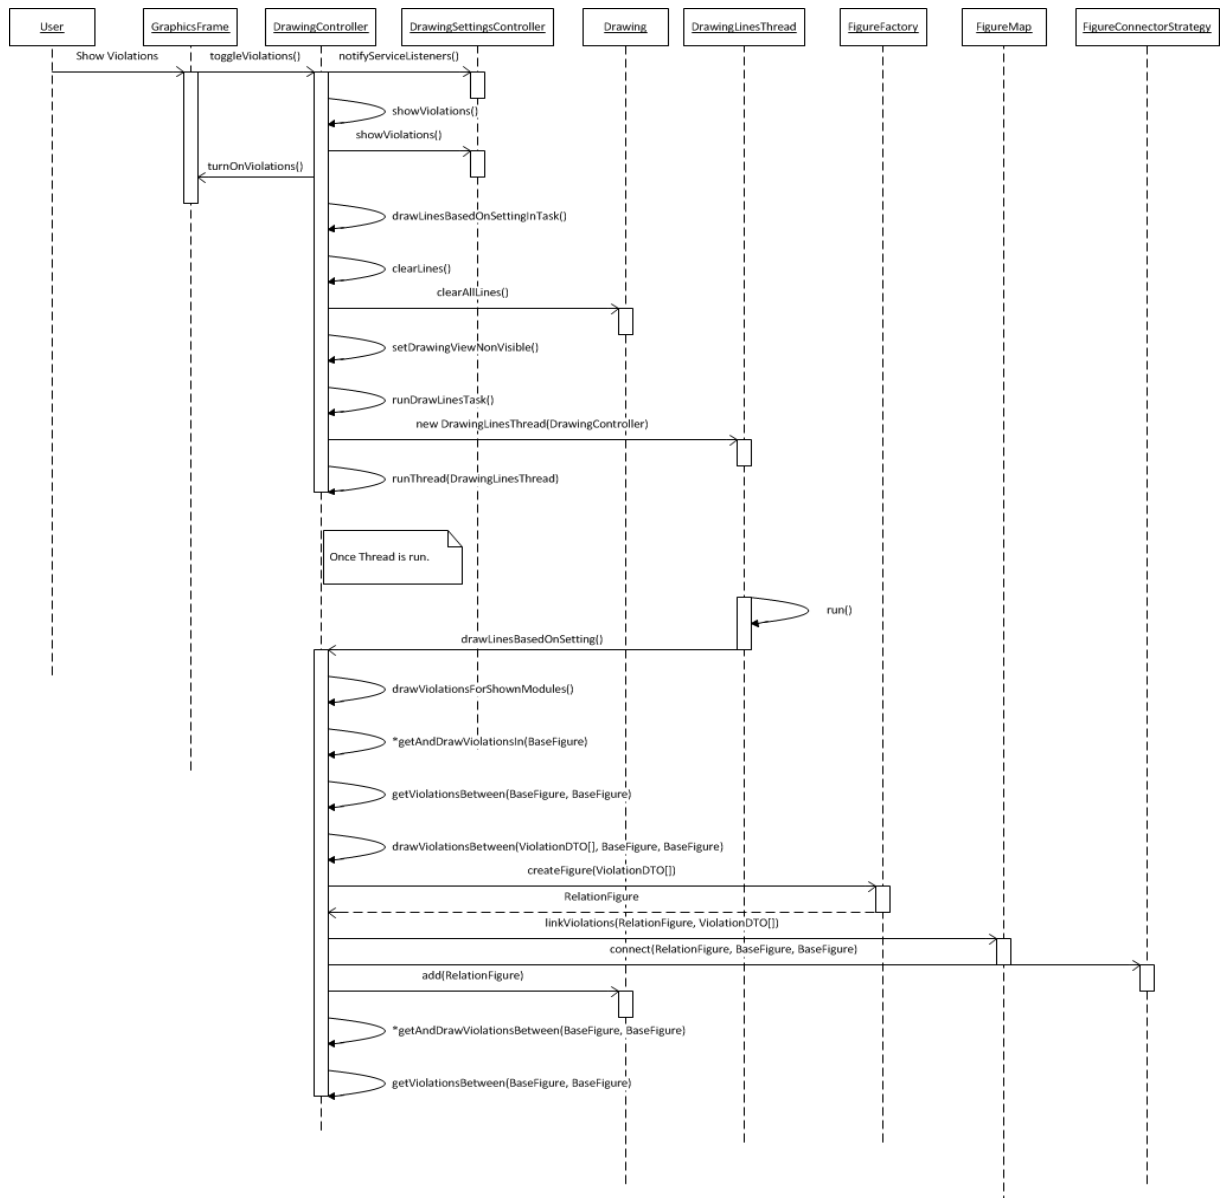 User
GraphicsFrame
DrawingController
DrawingSettingsController
Drawing
DrawingLinesThread
FigureFactory
FigureMap
FigureConnectorStrategy
Show Violations
toggleViolations()
notifyServiceListeners()
showViolations()
showViolations()
turnOnViolations()
drawLinesBasedOnSettingInTask()
clearLines()
clearAllLines()
setDrawingViewNonVisible()
runDrawLinesTask()
new DrawingLinesThread(DrawingController)
runThread(DrawingLinesThread)
Once Thread is run.
run()
drawLinesBasedOnSetting()
drawViolationsForShownModules()
*getAndDrawViolationsIn(BaseFigure)
getViolationsBetween(BaseFigure, BaseFigure)
drawViolationsBetween(ViolationDTO[], BaseFigure, BaseFigure)
createFigure(ViolationDTO[])
RelationFigure
linkViolations(RelationFigure, ViolationDTO[])
connect(RelationFigure, BaseFigure, BaseFigure)
add(RelationFigure)
*getAndDrawViolationsBetween(BaseFigure, BaseFigure)
getViolationsBetween(BaseFigure, BaseFigure)